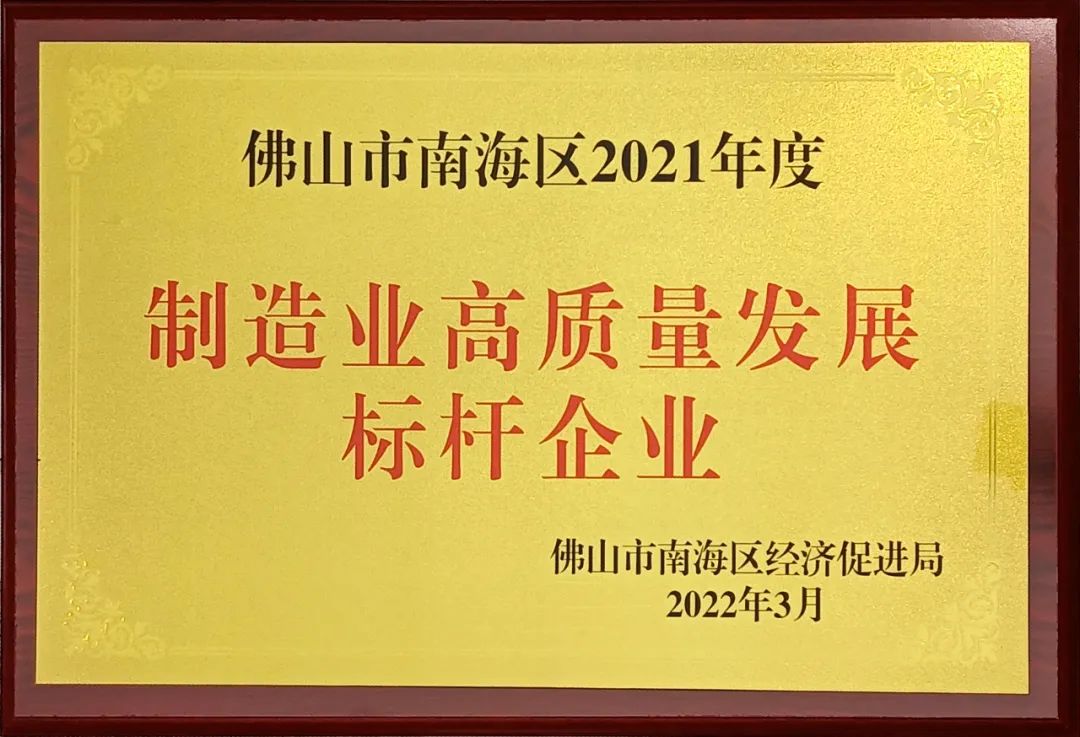 佛山市南海区2021年度
制造业高质量发展
标杆企业
佛山市南海区经济促进局
2022年3月